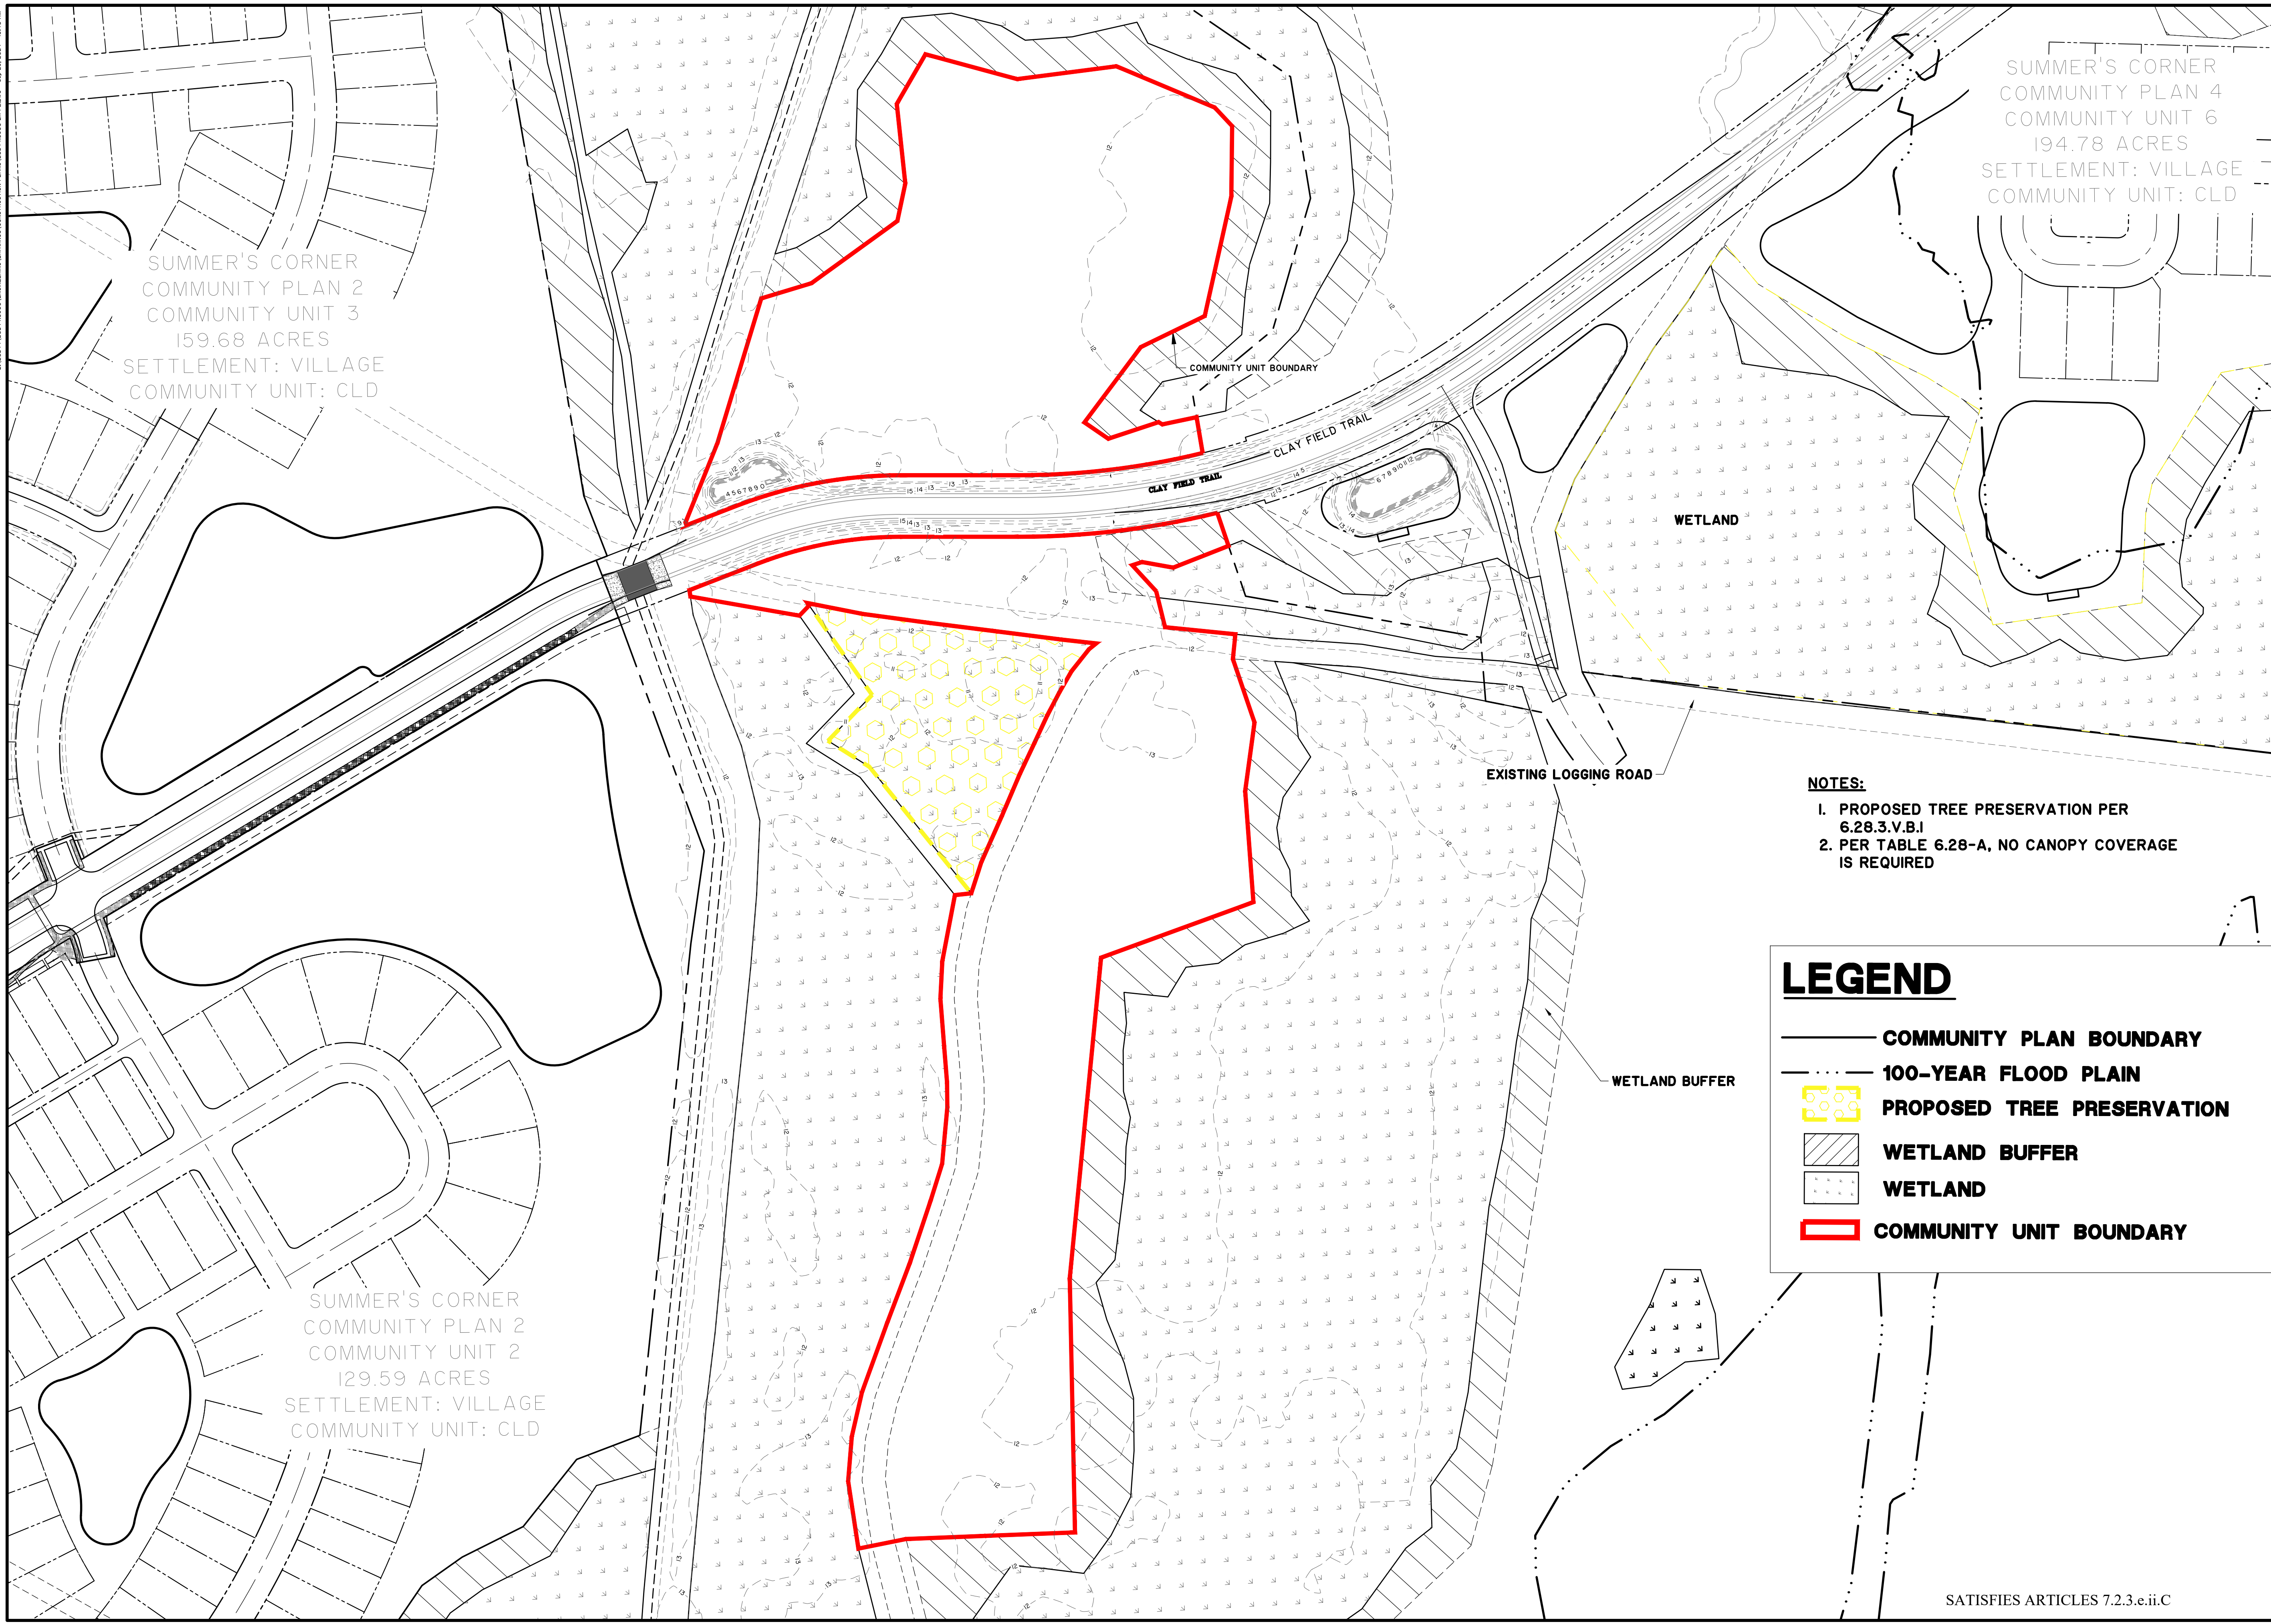 SUMMER'S CORNER
COMMUNITY PLAN 2
COMMUNITY UNIT 3
159.68 ACRES
SETTLEMENT: VILLAGE
COMMUNITY UNIT: CLD
SUMMER'S CORNER
COMMUNITY PLAN 4
COMMUNITY UNIT 6
194.78 ACRES
SETTLEMENT: VILLAGE
COMMUNITY UNIT: CLD
COMMUNITY UNIT BOUNDARY
CLAY FIELD TRAIL
CLAY FIELD TRAIL
WETLAND
EXISTING LOGGING ROAD
NOTES:
1. PROPOSED TREE PRESERVATION PER
6.28.3.V.B.1
2. PER TABLE 6.28-A, NO CANOPY COVERAGE
IS REQUIRED
WETLAND BUFFER
LEGEND
COMMUNITY PLAN BOUNDARY
100-YEAR FLOOD PLAIN
PROPOSED TREE PRESERVATION
WETLAND BUFFER
WETLAND
COMMUNITY UNIT BOUNDARY
SUMMER'S CORNER
COMMUNITY PLAN 2
COMMUNITY UNIT 2
129.59 ACRES
SETTLEMENT: VILLAGE
COMMUNITY UNIT: CLD
SATISFIES ARTICLES 7.2.3.e.ii.C